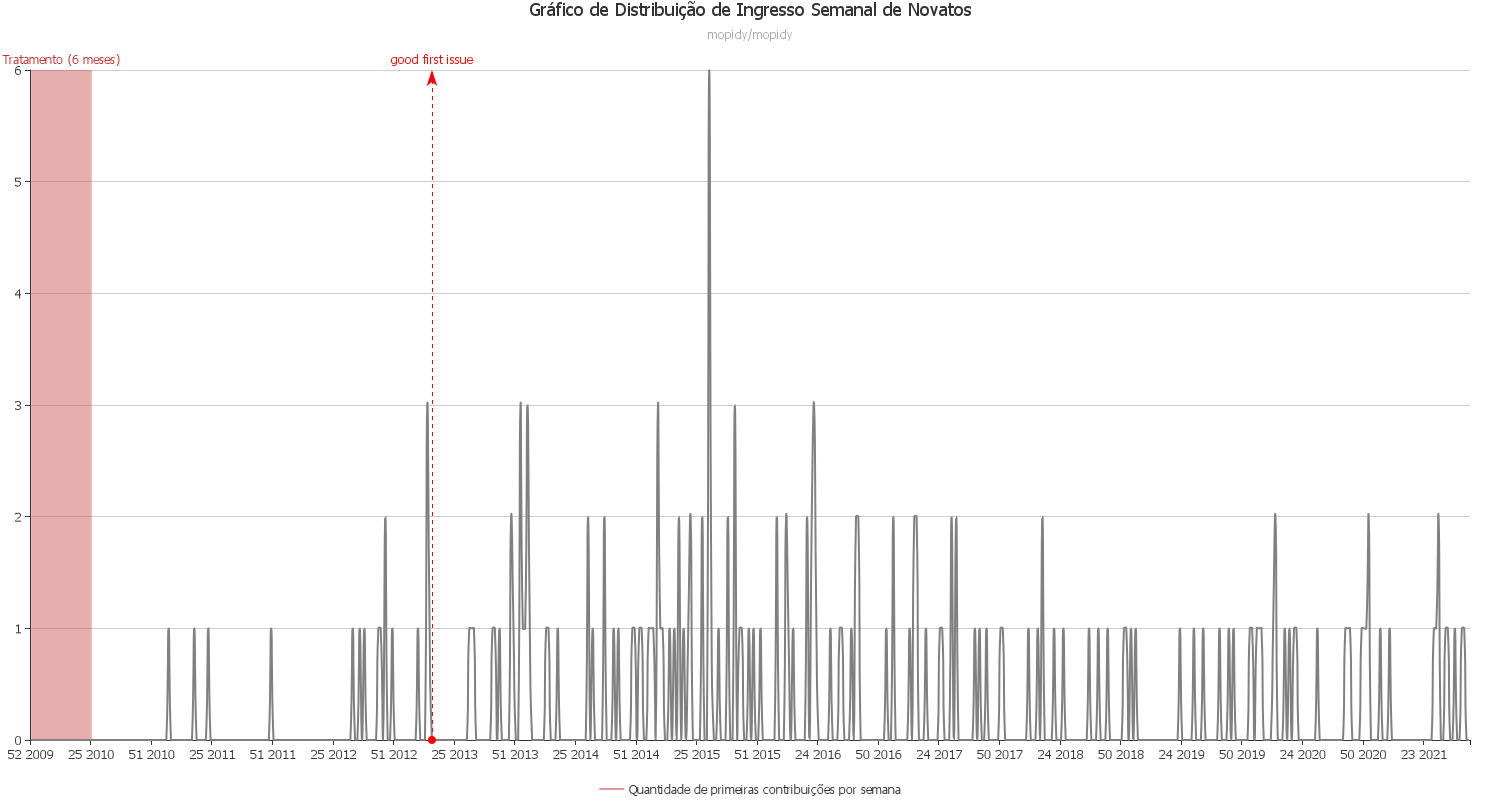 Gráfico de Distribuição de Ingresso Semanal de Novatos
mopidy/mopidy
Tratamento (6 meses)
good first issue
6
5
4
3
2
1
0
52 2009 25 2010 51 2010 25 2011 51 2011 25 2012 51 2012 25 2013 51 2013 25 2014 51 2014 25 2015 51 2015 24 2016 50 2016 24 2017 50 2017 24 2018 50 2018 24 2019 50 2019 24 2020 50 2020 23 2021
Quantidade de primeiras contribuições por semana